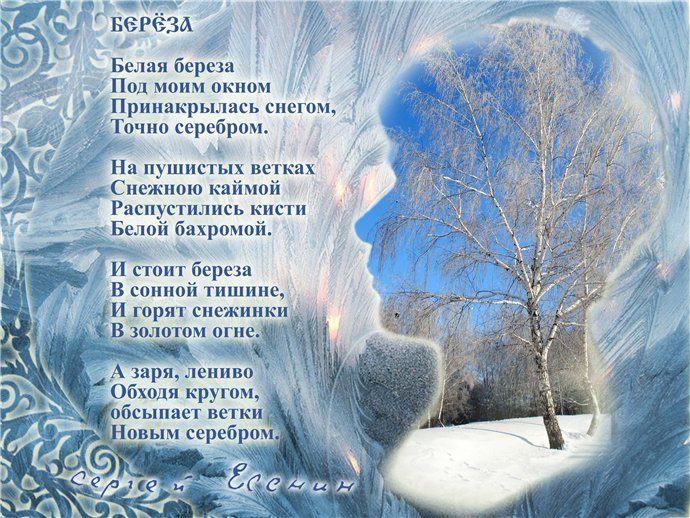 БЕРЁЗА
Белая береза
Под моим окном
Принакрылась снегом,
Точно серебром.
На пушистых ветках
Снежною каймой
Распустились кисти
Белой бахромой.
И стоит береза
В сонной тишине,
И горят снежинки
В золотом огне.
А заря, лениво
Обходя кругом,
обсыпает ветки
Новым серебром.
Сергей Есенин